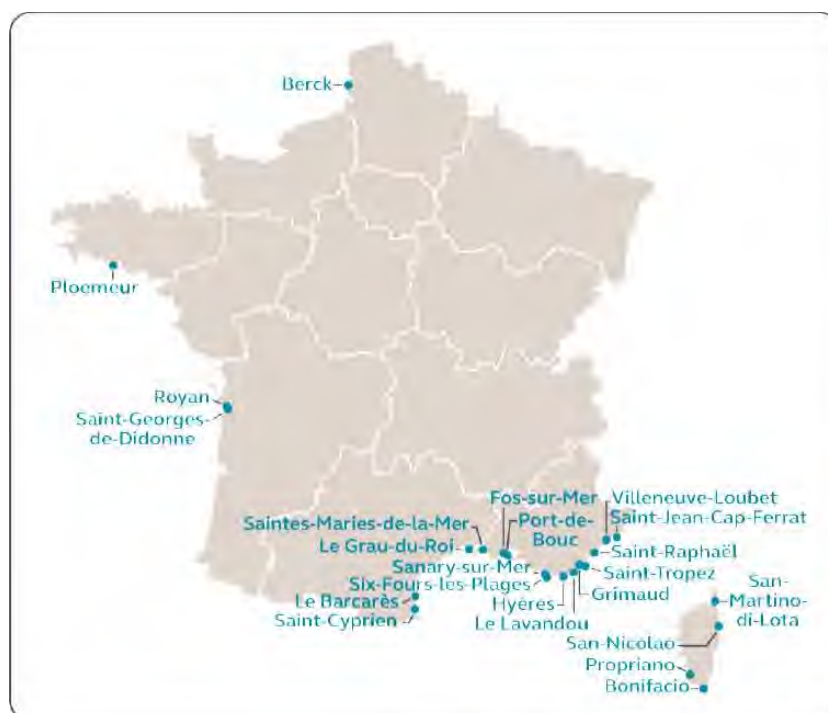 Berck
Ploemeur
Royan
Saint-Georges-
de-Didonne
Fos-sur-Mer
Villeneuve-Loubet
Saintes-Maries-de-la-Mer
Port-de-
Bouc
Saint-Jean-Cap-Ferrat
Le Grau-du-Roi
Saint-Raphaël
Sanary-sur-Mer
Saint-Tropez
Six-Fours-les-Plages
Grimaud
Hyères
Le Lavandou
Le Barcarès
Saint-Cyprien
San-
Martino-
di-Lota
San-Nicolao
Propriano
Bonifacio